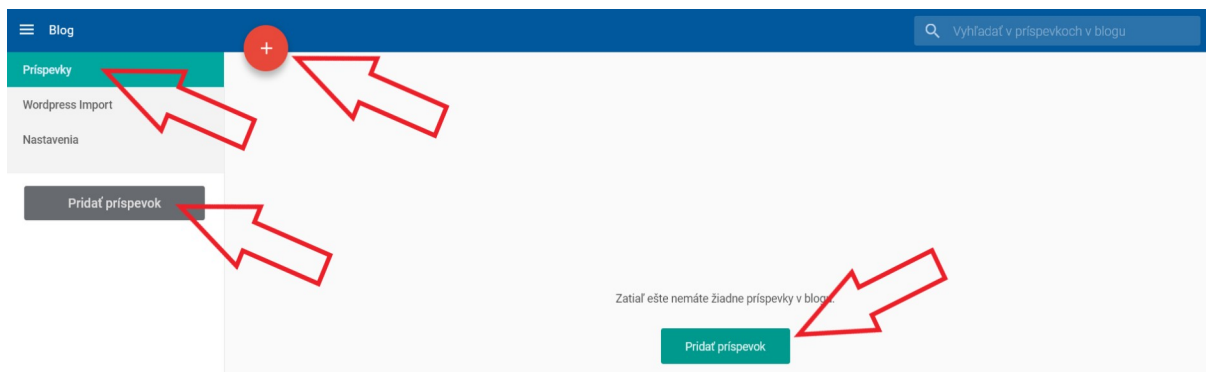 Blog
Vyhľadať v príspevkoch v blogu
+
Príspevky
Wordpress Import
Nastavenia
Pridať príspevok
Zatiaľ ešte nemáte žiadne príspevky v blogu.
Pridať príspevok